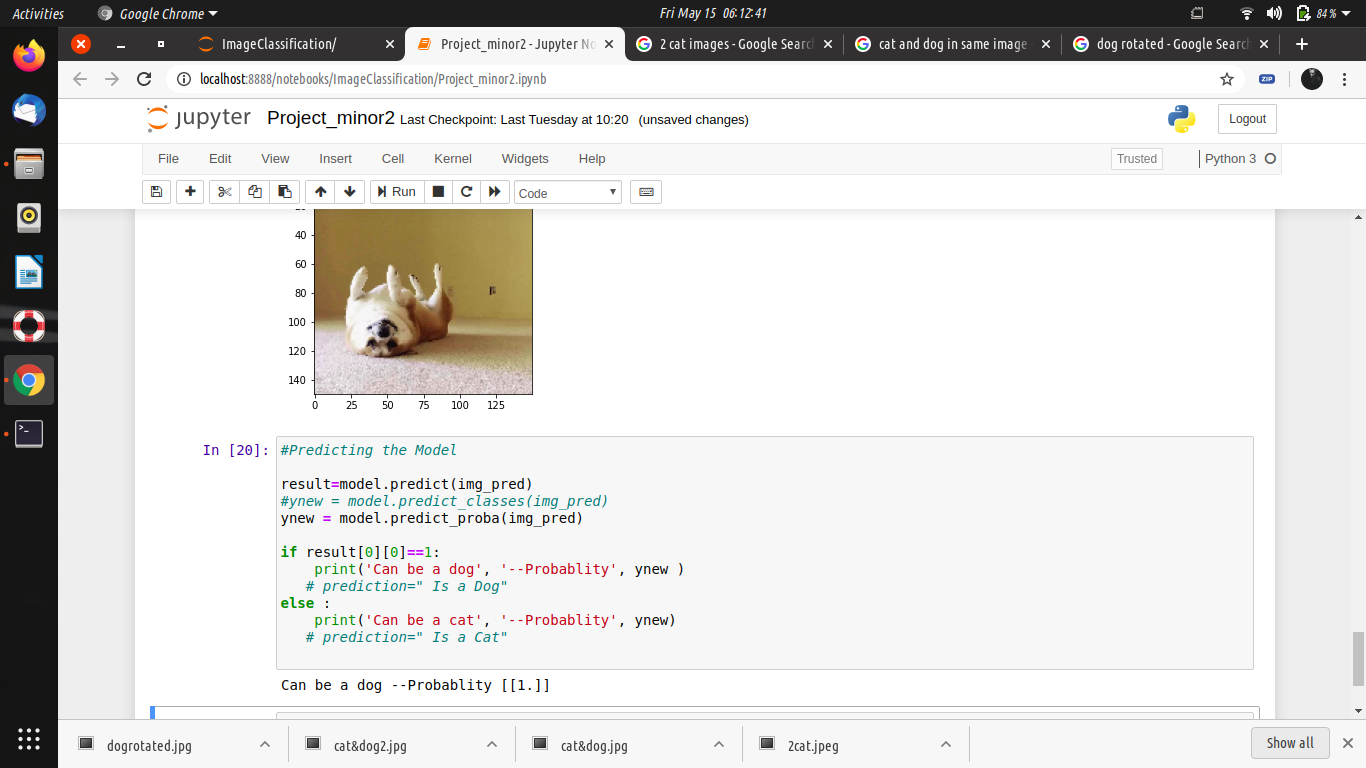 Activities Google Chrome Fri May 15 06:12:41 84 %
ImageClassification/ Project_minor2 - Jupyter No 2 cat images - Google Search cat and dog in same image dog rotated - Google Search
localhost:8888/notebooks/ImageClassification/Project_minor2.ipynb ZIP
jupyter Project_minor2 Last Checkpoint: Last Tuesday at 10:20 (unsaved changes) Logout
File Edit View Insert Cell Kernel Widgets Help Trusted Python 3
Run Code
40
60
80
100
120
140
0 25 50 75 100 125
In [20]: #Predicting the Model
result=model.predict(img_pred)
#ynew = model.predict_classes(img_pred)
ynew = model.predict_proba(img_pred)
if result[0][0]==1:
print('Can be a dog', '--Probablity', ynew )
# prediction=" Is a Dog"
else :
print('Can be a cat', '--Probablity', ynew)
# prediction=" Is a Cat"
Can be a dog --Probablity [[1.]]
dogrotated.jpg cat&dog2.jpg cat&dog.jpg 2cat.jpeg Show all